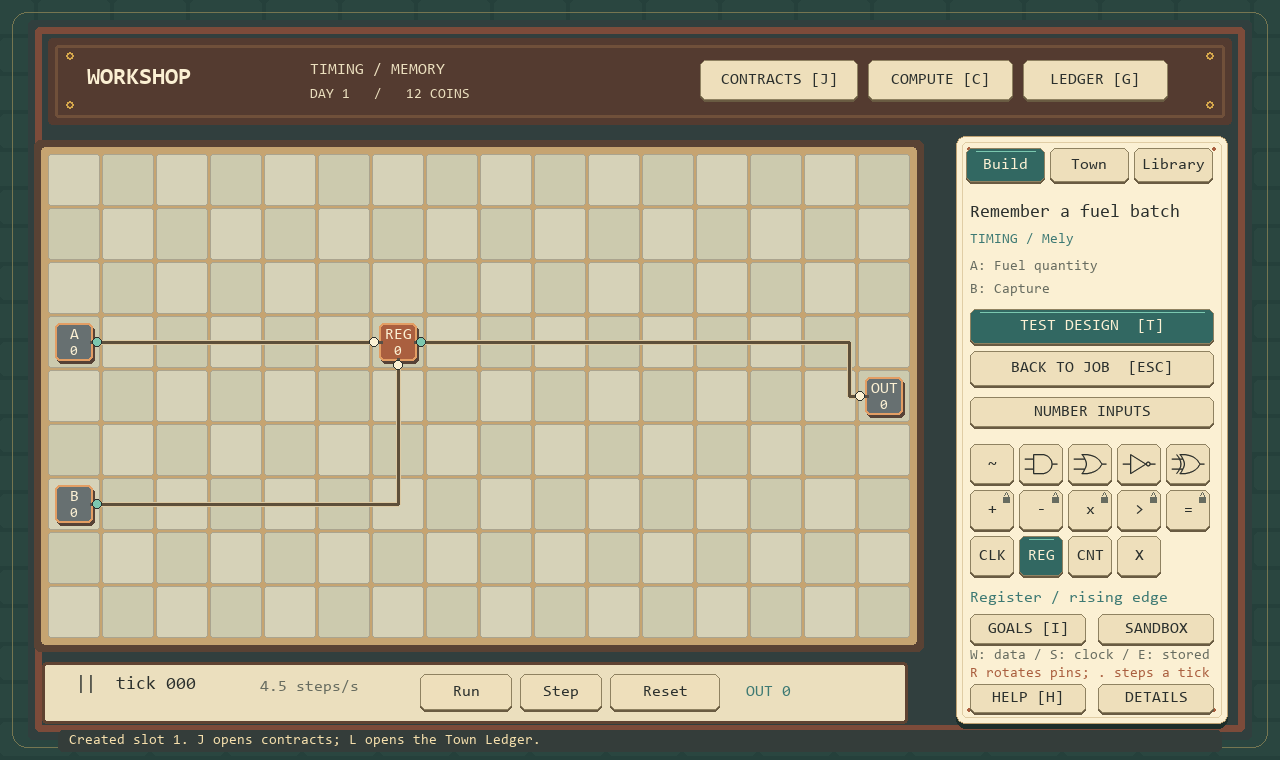 WORKSHOP
TIMING / MEMORY
DAY 1 / 12 COINS
CONTRACTS [J]
COMPUTE [C]
LEDGER [G]
A
0
REG
0
OUT
0
B
0
Build
Town
Library
Remember a fuel batch
TIMING / Mely
A: Fuel quantity
B: Capture
TEST DESIGN [T]
BACK TO JOB [ESC]
NUMBER INPUTS
~
+ - x > =
CLK REG CNT X
Register / rising edge
GOALS [I]
SANDBOX
W: data / S: clock / E: stored
R rotates pins; . steps a tick
HELP [H]
DETAILS
|| tick 000
4.5 steps/s
Run
Step
Reset
OUT 0
Created slot 1. J opens contracts; L opens the Town Ledger.